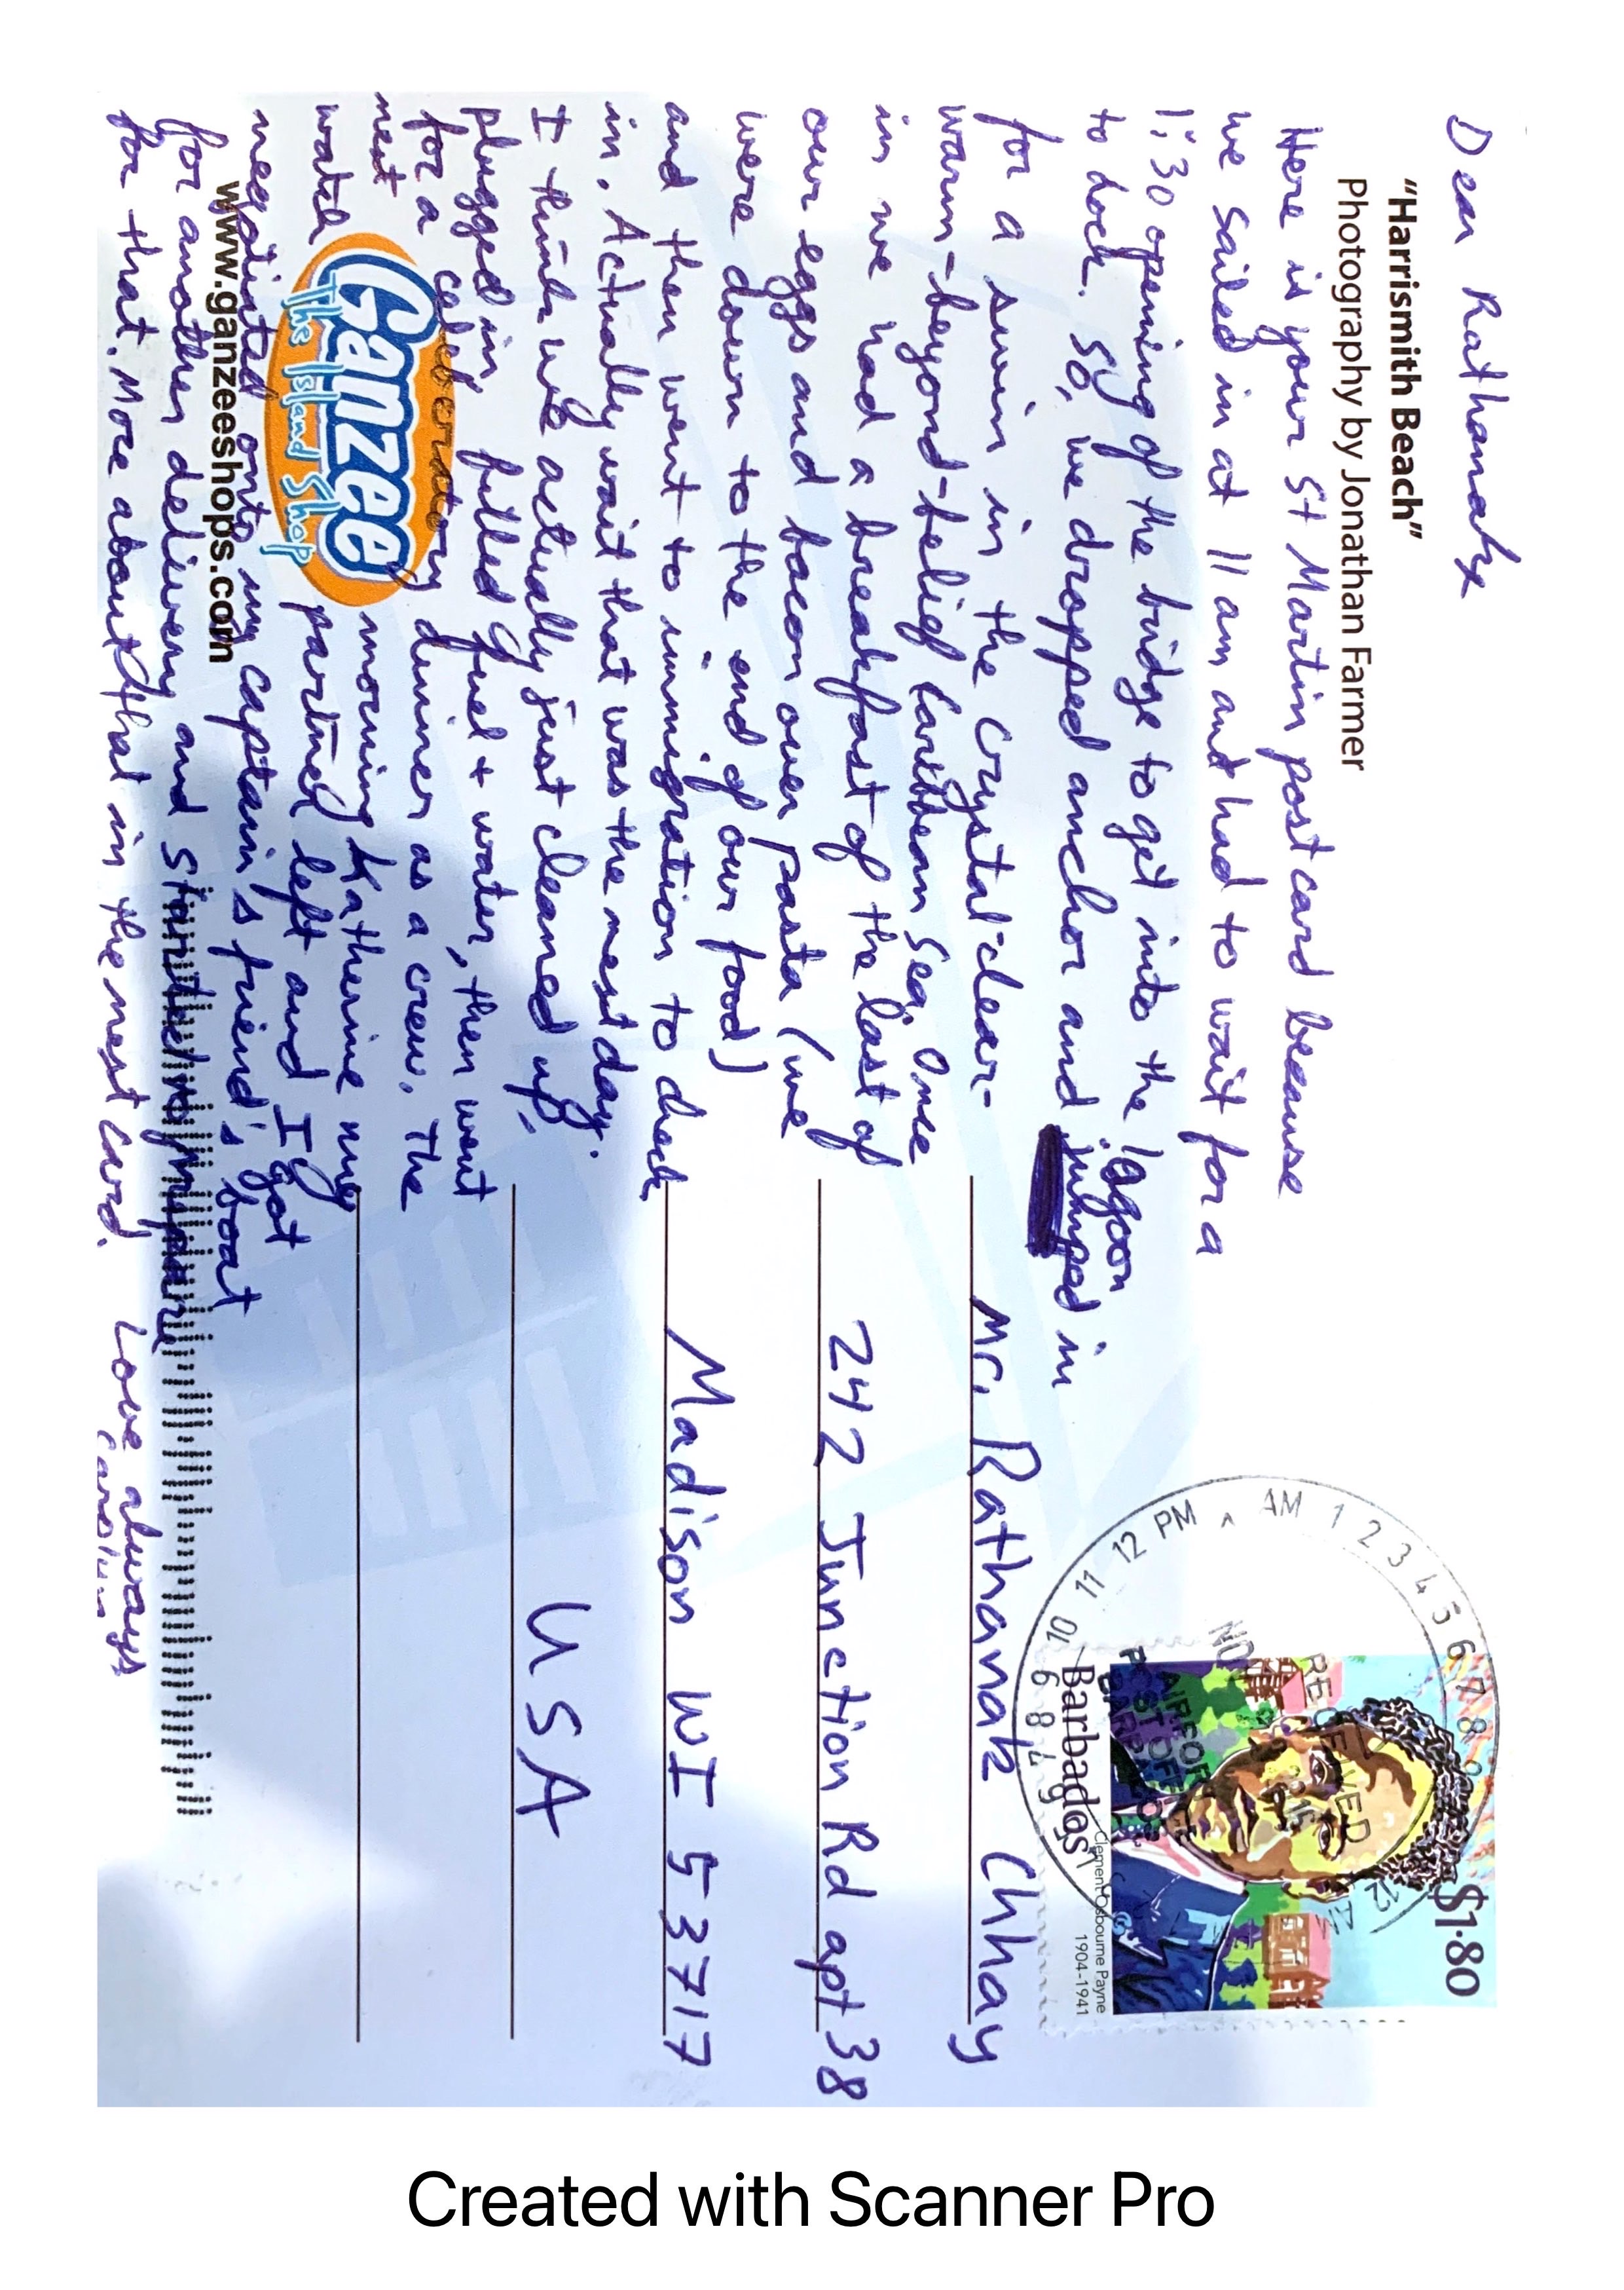 Dear Rathanak
"Harrismith Beach"
Photography by Jonathan Farmer
Here is your St Martin post card because
we sailed in at 11 am and had to wait for a
1:30 opening of the bridge to get into the lagoon
to dock. So, we dropped anchor and jumped in
for a swim in the crystal-clear-
warm-beyond-belief Caribbean Sea. Once
in we had a breakfast of the last of
our eggs and bacon over pasta (we
were down to the end of our food)
and then went to immigration to check
in. Actually wait that was the next day.
I think we actually just cleaned up,
plugged in, filled fuel + water, then went
for a celebratory dinner as a crew. The
next morning Katherine my
watch partner left and I got
negotiated onto my captain's friend's boat
for another delivery and started to prepare
for that. More about that in the next card.
Love always
Ganzee
The Island Shop
www.ganzeeshops.com
Mr. Rathanak Chhay
242 Junction Rd apt 38
Madison WI 53717
USA
$1.80
Barbados
Clement Osbourne Payne
1904-1941
AM 1 2 3 4 5 6 7 8 9 10 11 12 PM
Created with Scanner Pro